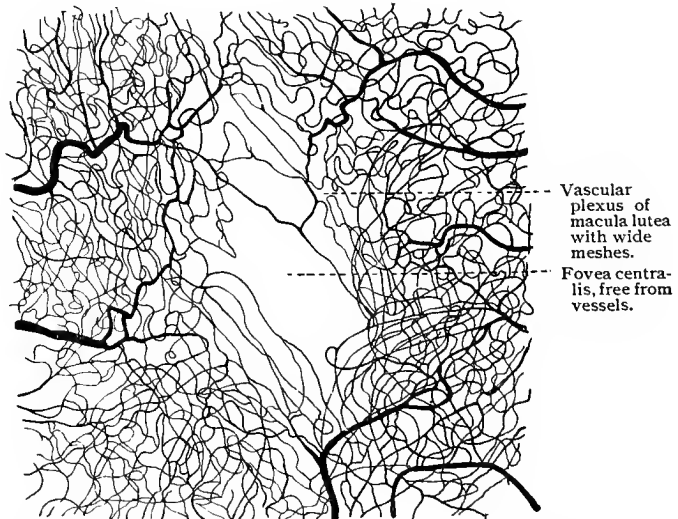 Vascular
plexus of
macula lutea
with wide
meshes.
Fovea centra-
lis, free from
vessels.